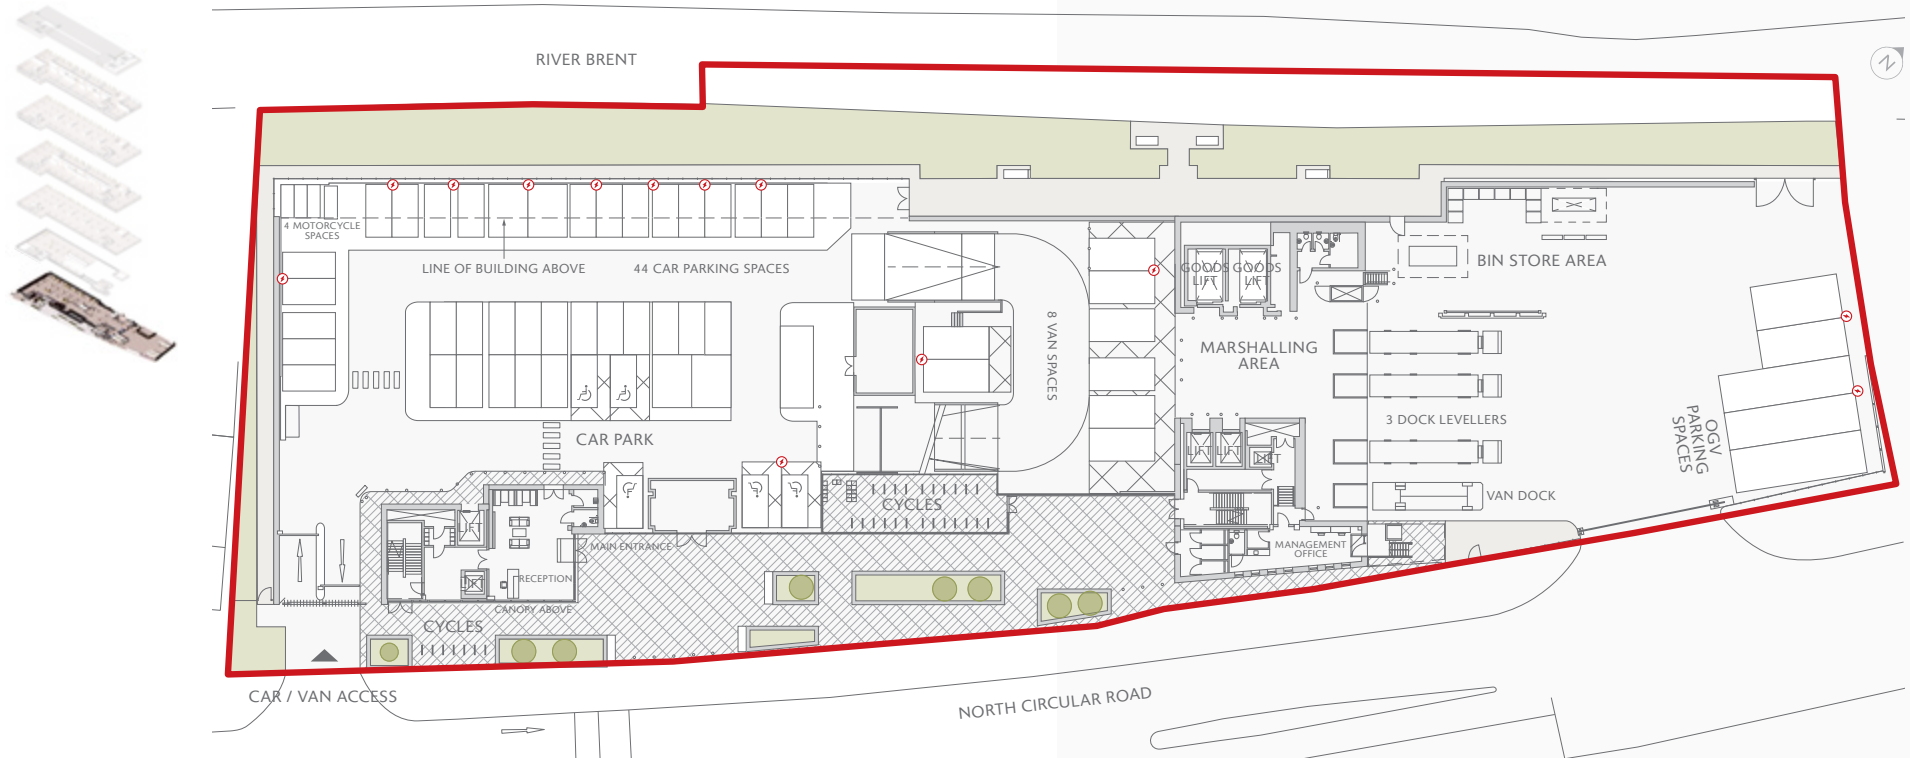 RIVER BRENT
N
4 MOTORCYCLE
SPACES
LINE OF BUILDING ABOVE
44 CAR PARKING SPACES
8 VAN SPACES
GOODS
LIFT
GOODS
LIFT
BIN STORE AREA
MARSHALLING
AREA
3 DOCK LEVELLERS
OGV
PARKING
SPACES
CAR PARK
LIFT
LIFT
LIFT
VAN DOCK
CYCLES
LIFT
MAIN ENTRANCE
MANAGEMENT
OFFICE
LIFT
RECEPTION
CANOPY ABOVE
CYCLES
CAR / VAN ACCESS
NORTH CIRCULAR ROAD